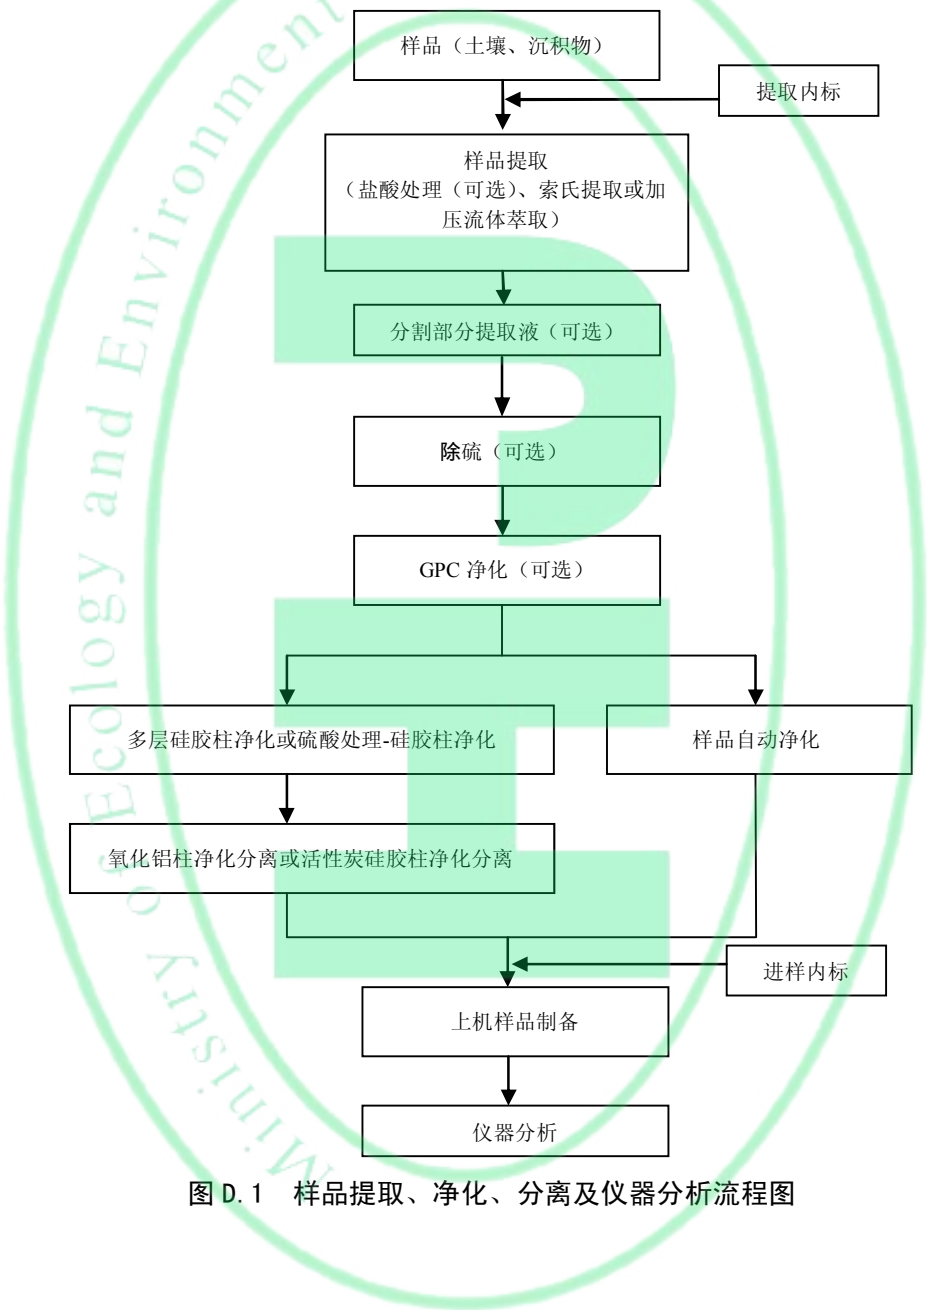 样品（土壤、沉积物）
提取内标
样品提取
（盐酸处理（可选）、索氏提取或加
压流体萃取）
分割部分提取液（可选）
除硫（可选）
GPC 净化（可选）
多层硅胶柱净化或硫酸处理-硅胶柱净化
样品自动净化
氧化铝柱净化分离或活性炭硅胶柱净化分离
进样内标
上机样品制备
仪器分析
图 D.1 样品提取、净化、分离及仪器分析流程图
Ministry of Ecology and Environment